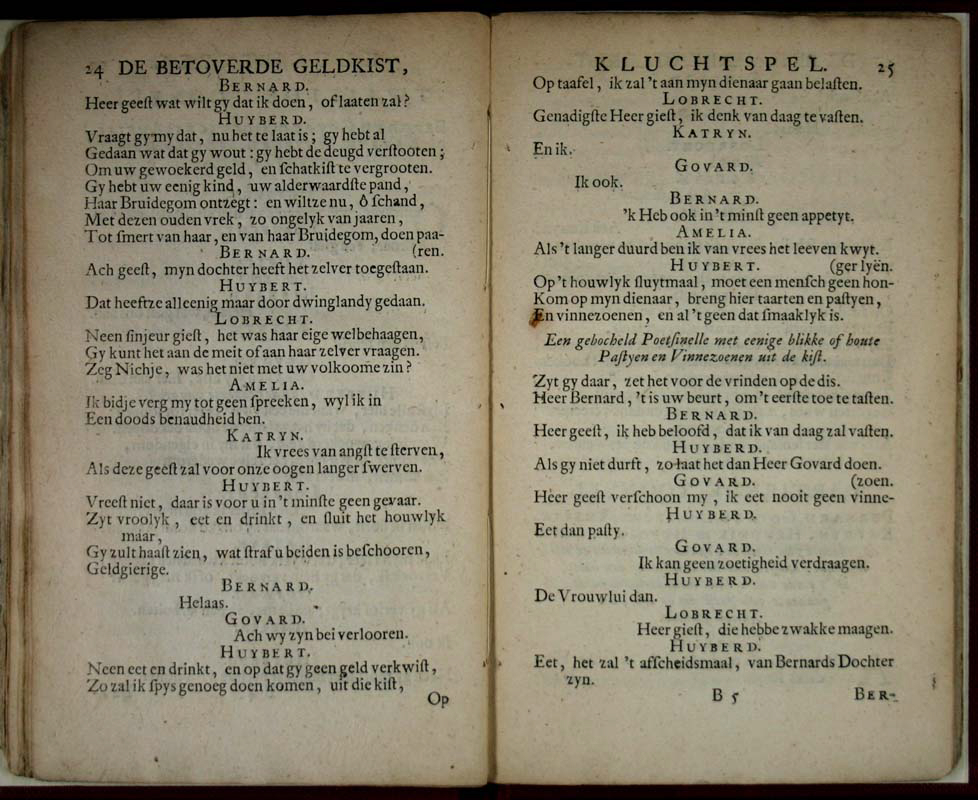 24 DE BETOVERDE GELDKIST,
BERNARD.
Heer geeſt wat wilt gy dat ik doen, of laaten zal?
HUYBERD.
Vraagt gy my dat, nu het te laat is; gy hebt al
Gedaan wat dat gy wout: gy hebt de deugd verſtooten;
Om uw gewoekerd geld, en ſchatkiſt te vergrooten.
Gy hebt uw eenig kind, uw alderwaardſte pand,
Haar Bruidegom ontzegt: en wiltze nu, ô ſchand,
Met dezen ouden vrek, zo ongelyk van jaaren,
Tot ſmert van haar, en van haar Bruidegom, doen paa-
BERNARD. (ren.
Ach geeſt, myn dochter heeft het zelver toegeſtaan.
HUYBERT.
Dat heeftze alleenig maar door dwinglandy gedaan.
LOBRECHT.
Neen ſinjeur gieſt, het was haar eige welbehaagen,
Gy kunt het aan de meit of aan haar zelver vraagen.
Zeg Nichje, was het niet met uw volkoome zin?
AMELIA.
Ik bidje verg my tot geen ſpreeken, wyl ik in
Een doods benaudheid ben.
KATRYN.
Ik vrees van angſt te ſterven,
Als deze geeſt zal voor onze oogen langer ſwerven.
HUYBERT.
Vreeſt niet, daar is voor u in 't minſte geen gevaar.
Zyt vroolyk, eet en drinkt, en ſluit het houwlyk
maar,
Gy zult haaſt zien, wat ſtraf u beiden is beſchooren,
Geldgierige.
BERNARD.
Helaas.
GOVARD.
Ach wy zyn bei verlooren.
HUYBERT.
Neen eet en drinkt, en op dat gy geen geld verkwiſt,
Zo zal ik ſpys genoeg doen komen, uit die kiſt,
Op
KLUCHTSPEL. 25
Op taafel, ik zal 't aan myn dienaar gaan belaſten.
LOBRECHT.
Genadigſte Heer gieſt, ik denk van daag te vaſten.
KATRYN.
En ik.
GOVARD.
Ik ook.
BERNARD.
'k Heb ook in 't minſt geen appetyt.
AMELIA.
Als 't langer duurd ben ik van vrees het leeven kwyt.
HUYBERT. (ger lyën.
Op 't houwlyk ſluytmaal, moet een menſch geen hon-
Kom op myn dienaar, breng hier taarten en paſtyen,
En vinnezoenen, en al 't geen dat ſmaaklyk is.
Een gebocheld Poetſinelle met eenige blikke of houte
Paſtyen en Vinnezoenen uit de kiſt.
Zyt gy daar, zet het voor de vrinden op de dis.
Heer Bernard, 't is uw beurt, om 't eerſte toe te taſten.
BERNARD.
Heer geeſt, ik heb beloofd, dat ik van daag zal vaſten.
HUYBERD.
Als gy niet durft, zo laat het dan Heer Govard doen.
GOVARD. (zoen.
Heer geeſt verſchoon my, ik eet nooit geen vinne-
HUYBERD.
Eet dan paſty.
GOVARD.
Ik kan geen zoetigheid verdraagen.
HUYBERD.
De Vrouwlui dan.
LOBRECHT.
Heer gieſt, die hebbe zwakke maagen.
HUYBERD.
Eet, het zal 't afſcheidsmaal, van Bernards Dochter
zyn.
B 5 BER-